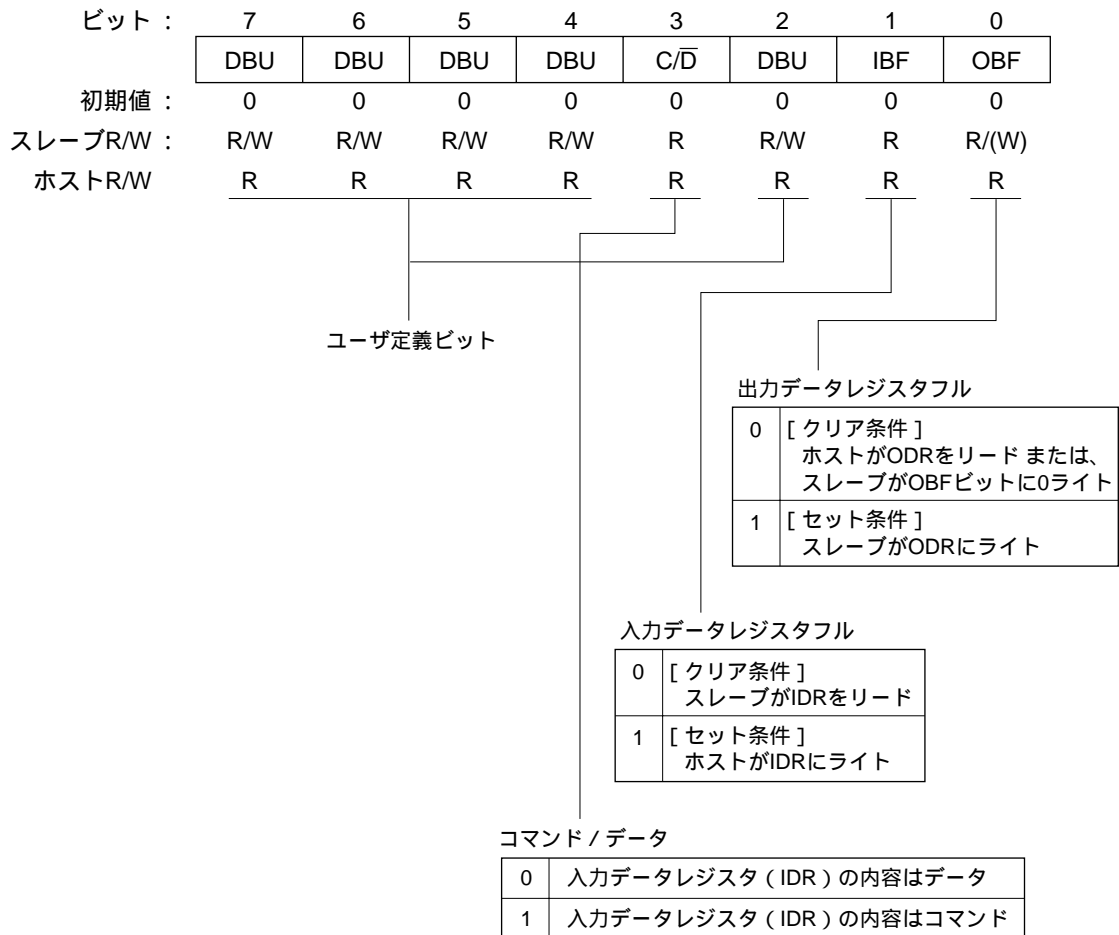 ビット : 7 6 5 4 3 2 1 0
DBU DBU DBU DBU C/D̅ DBU IBF OBF
初期値 : 0 0 0 0 0 0 0 0
スレーブR/W : R/W R/W R/W R/W R R/W R R/(W)
ホストR/W R R R R R R R R
ユーザ定義ビット
出力データレジスタフル
0 [ クリア条件 ]
ホストがODRをリード または、
スレーブがOBFビットに0ライト
1 [ セット条件 ]
スレーブがODRにライト
入力データレジスタフル
0 [ クリア条件 ]
スレーブがIDRをリード
1 [ セット条件 ]
ホストがIDRにライト
コマンド / データ
0 入力データレジスタ ( IDR ) の内容はデータ
1 入力データレジスタ ( IDR ) の内容はコマンド